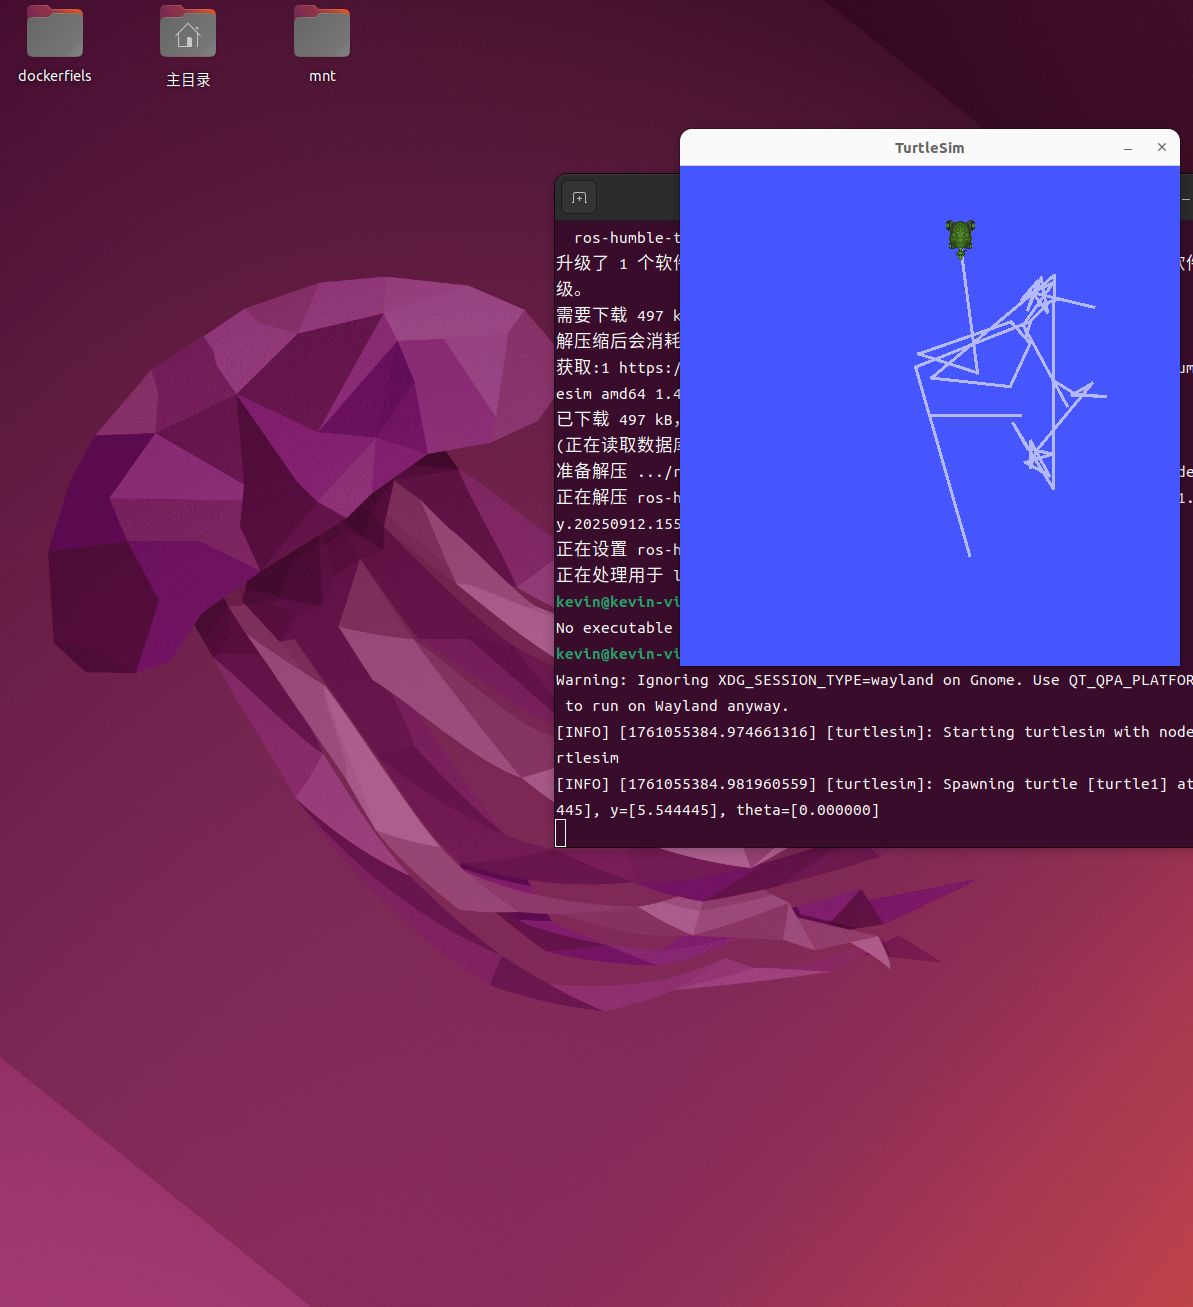 dockerfiels
主目录
mnt
TurtleSim
ros-humble-t
升级了 1 个软件
级。
需要下载 497 k
解压缩后会消耗
获取:1 https:/
esim amd64 1.4
已下载 497 kB,
(正在读取数据库
准备解压 .../r
正在解压 ros-h
1.
y.20250912.155
正在设置 ros-h
正在处理用于 l
kevin@kevin-vi
No executable
kevin@kevin-vi
Warning: Ignoring XDG_SESSION_TYPE=wayland on Gnome. Use QT_QPA_PLATFOR
to run on Wayland anyway.
[INFO] [1761055384.974661316] [turtlesim]: Starting turtlesim with node
rtlesim
[INFO] [1761055384.981960559] [turtlesim]: Spawning turtle [turtle1] at
445], y=[5.544445], theta=[0.000000]